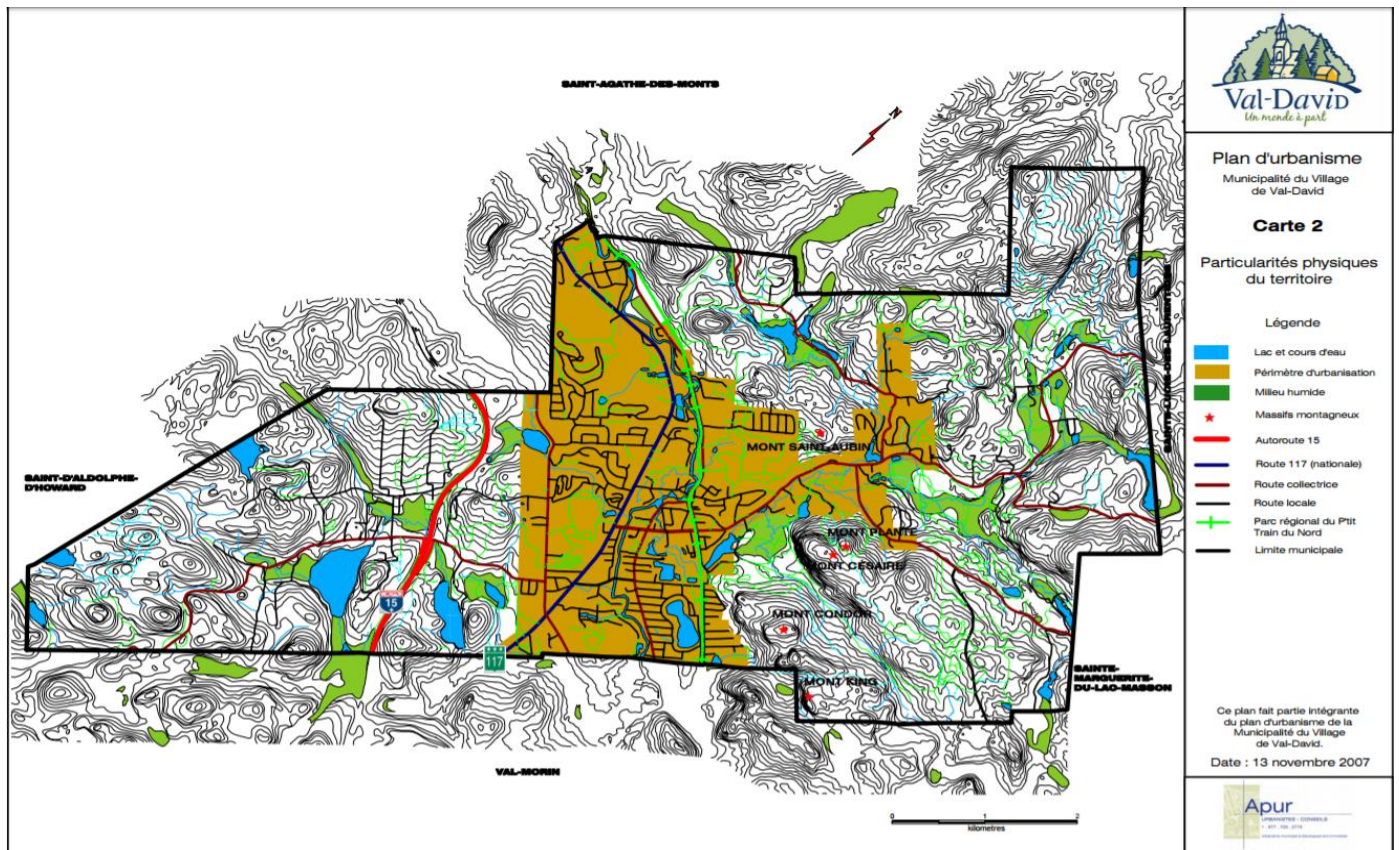 SAINT-AGATHE-DES-MONTS
N
SAINT-D'ALDOLPHE-
D'HOWARD
MONT SAINT-AUBIN
MONT PLANTE
MONT CÉSAIRE
MONT CONDOR
MONT KING
15
117
SAINTE-
MARGUERITE-
DU-LAC-MASSON
VAL-MORIN
0 1 2
kilometres
Val-David
Un monde à part
Plan d'urbanisme
Municipalité du Village
de Val-David
Carte 2
Particularités physiques
du territoire
Légende
Lac et cours d'eau
Périmètre d'urbanisation
Milieu humide
Massifs montagneux
Autoroute 15
Route 117 (nationale)
Route collectrice
Route locale
Parc régional du P'tit
Train du Nord
Limite municipale
Ce plan fait partie intégrante
du plan d'urbanisme de la
Municipalité du Village
de Val-David.
Date : 13 novembre 2007
Apur
URBANISTES - CONSEILS